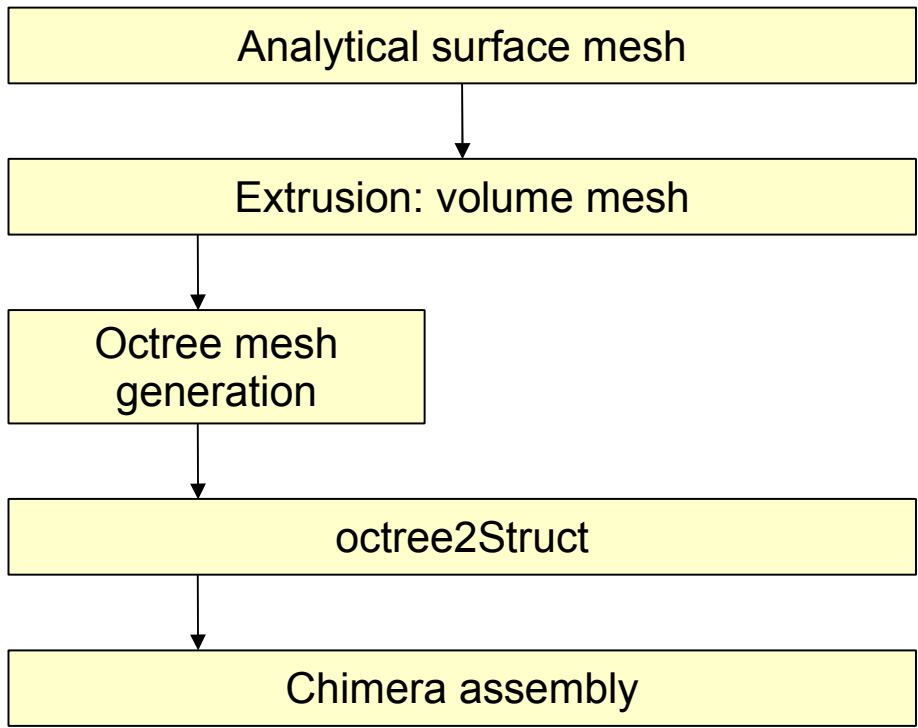 Analytical surface mesh
Extrusion: volume mesh
Octree mesh
generation
octree2Struct
Chimera assembly